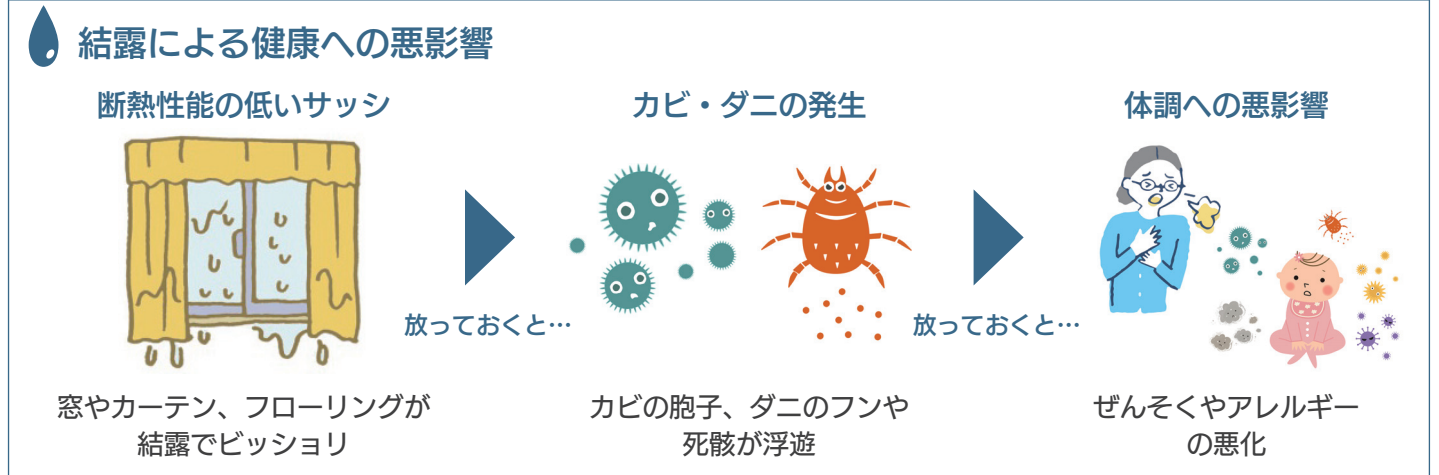 結露による健康への悪影響
断熱性能の低いサッシ
放っておくと…
窓やカーテン、フローリングが
結露でビッショリ
カビ・ダニの発生
放っておくと…
カビの胞子、ダニのフンや
死骸が浮遊
体調への悪影響
ぜんそくやアレルギー
の悪化